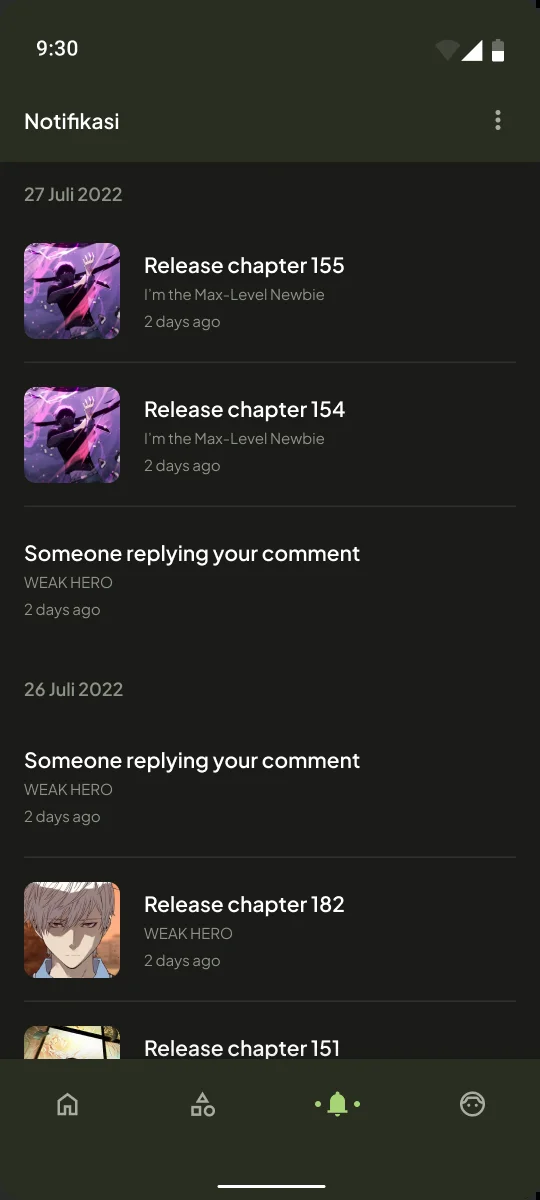 9:30
Notifikasi
27 Juli 2022
Release chapter 155
I'm the Max-Level Newbie
2 days ago
Release chapter 154
I'm the Max-Level Newbie
2 days ago
Someone replying your comment
WEAK HERO
2 days ago
26 Juli 2022
Someone replying your comment
WEAK HERO
2 days ago
Release chapter 182
WEAK HERO
2 days ago
Release chapter 151